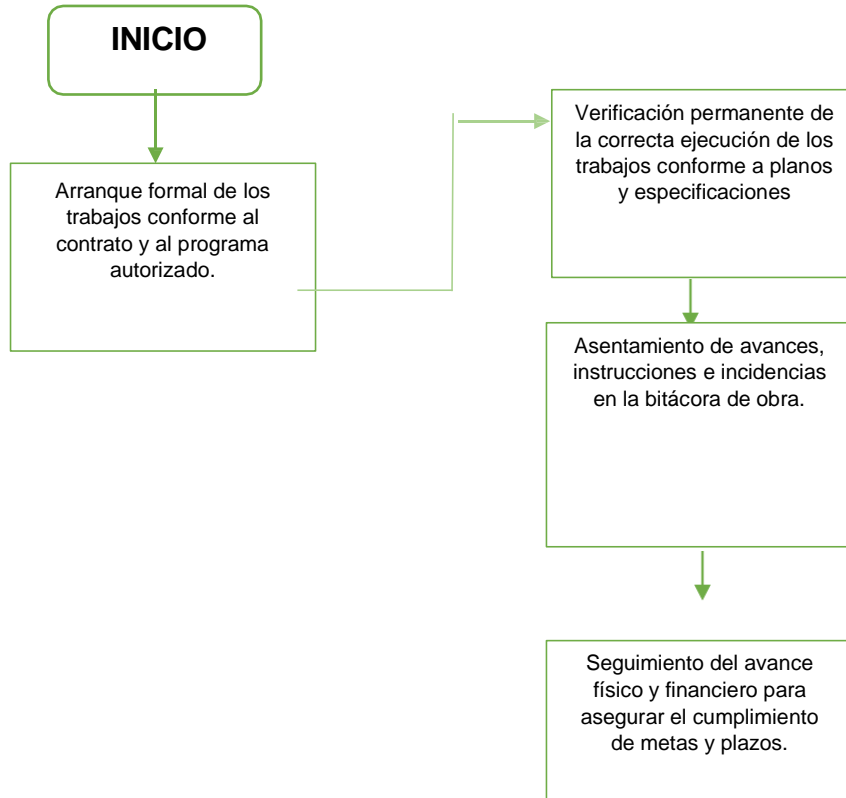 INICIO
Arranque formal de los
trabajos conforme al
contrato y al programa
autorizado.
Verificación permanente de
la correcta ejecución de los
trabajos conforme a planos
y especificaciones
Asentamiento de avances,
instrucciones e incidencias
en la bitácora de obra.
Seguimiento del avance
físico y financiero para
asegurar el cumplimiento
de metas y plazos.